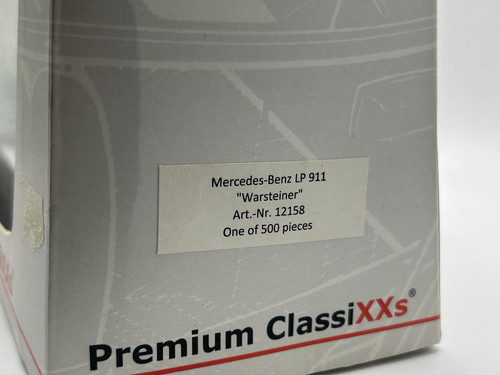 Mercedes-Benz LP 911
"Warsteiner"
Art.-Nr. 12158
One of 500 pieces
Premium ClassiXXs®